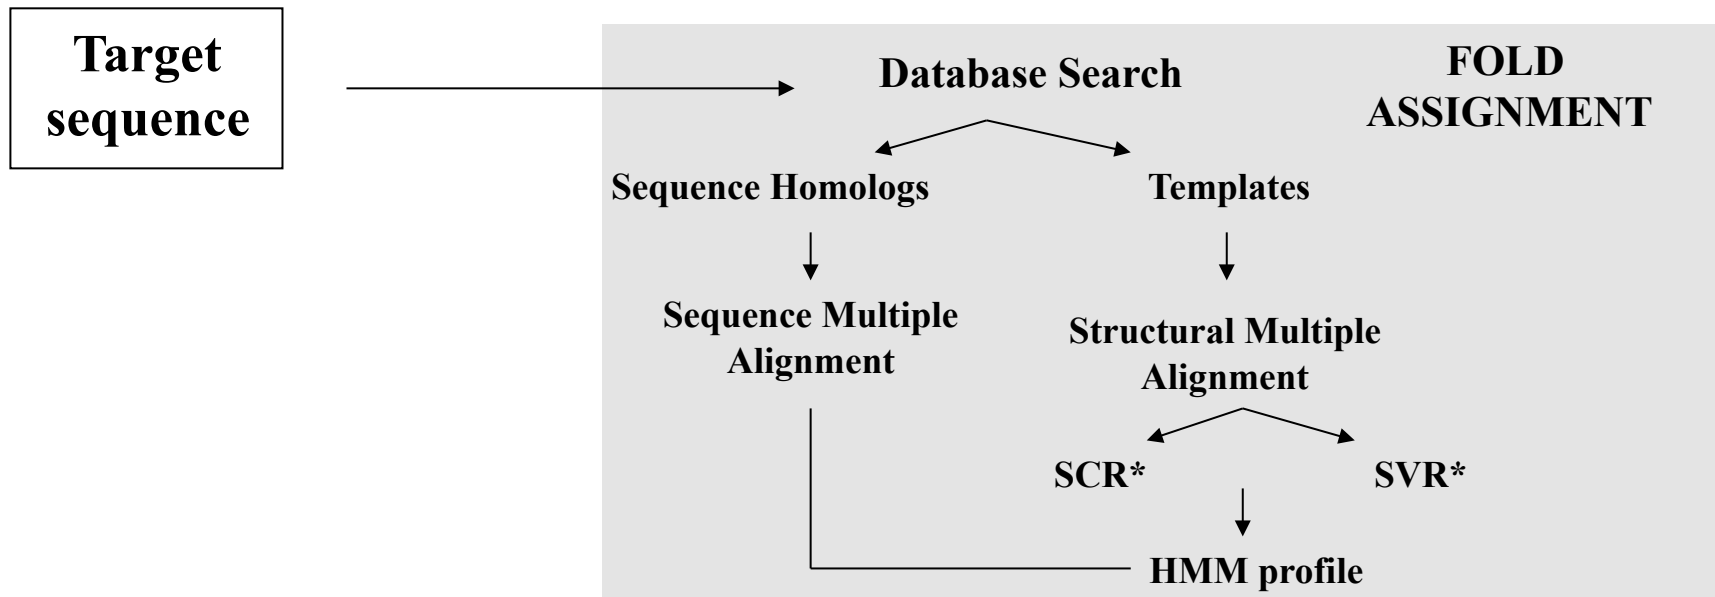 Target
sequence
Database Search
FOLD
ASSIGNMENT
Sequence Homologs
Templates
Sequence Multiple
Alignment
Structural Multiple
Alignment
SCR*
SVR*
HMM profile